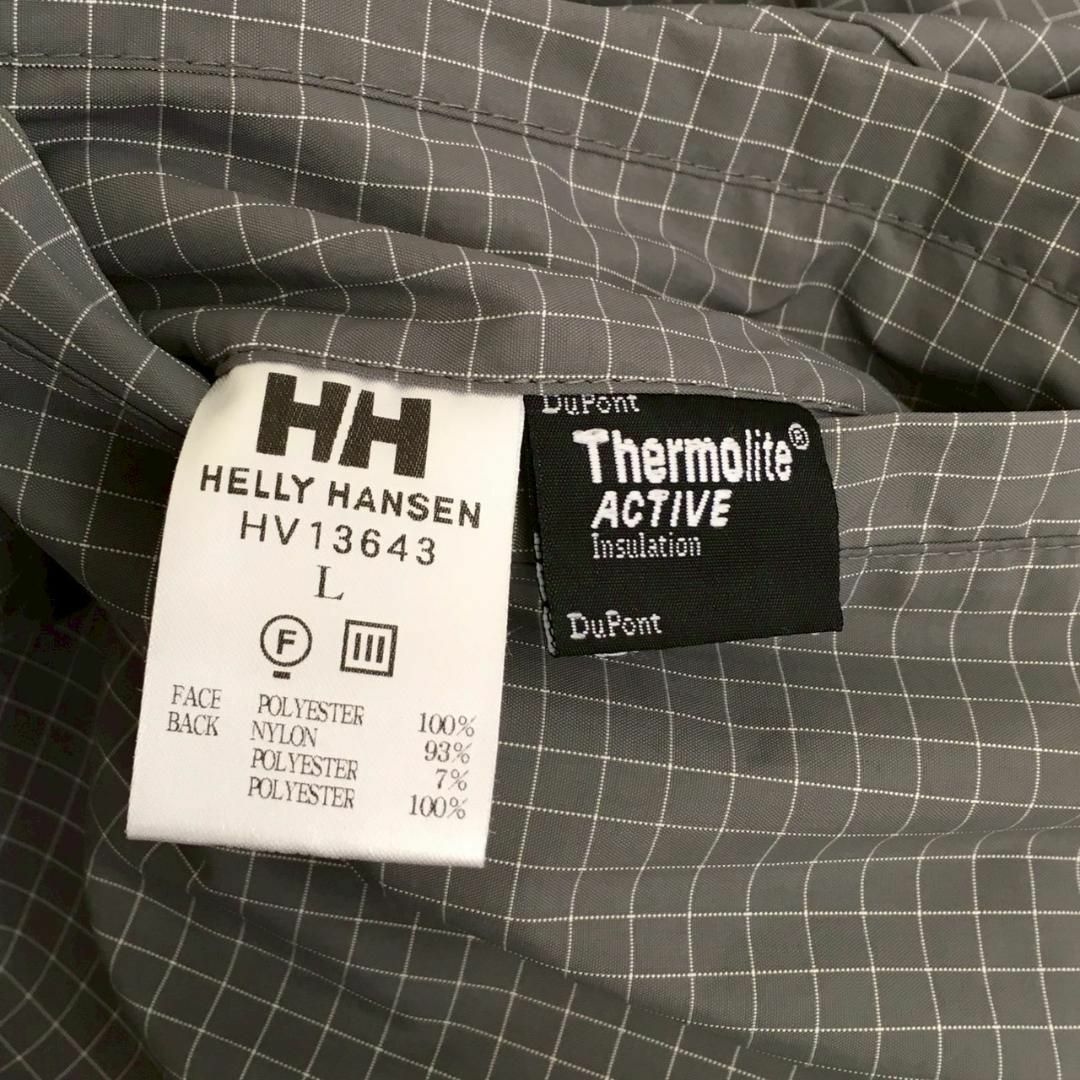 HH
HELLY HANSEN
HV13643
L
F
FACE POLYESTER 100%
BACK NYLON 93%
POLYESTER 7%
POLYESTER 100%
DuPont
Thermolite®
ACTIVE
Insulation
DuPont